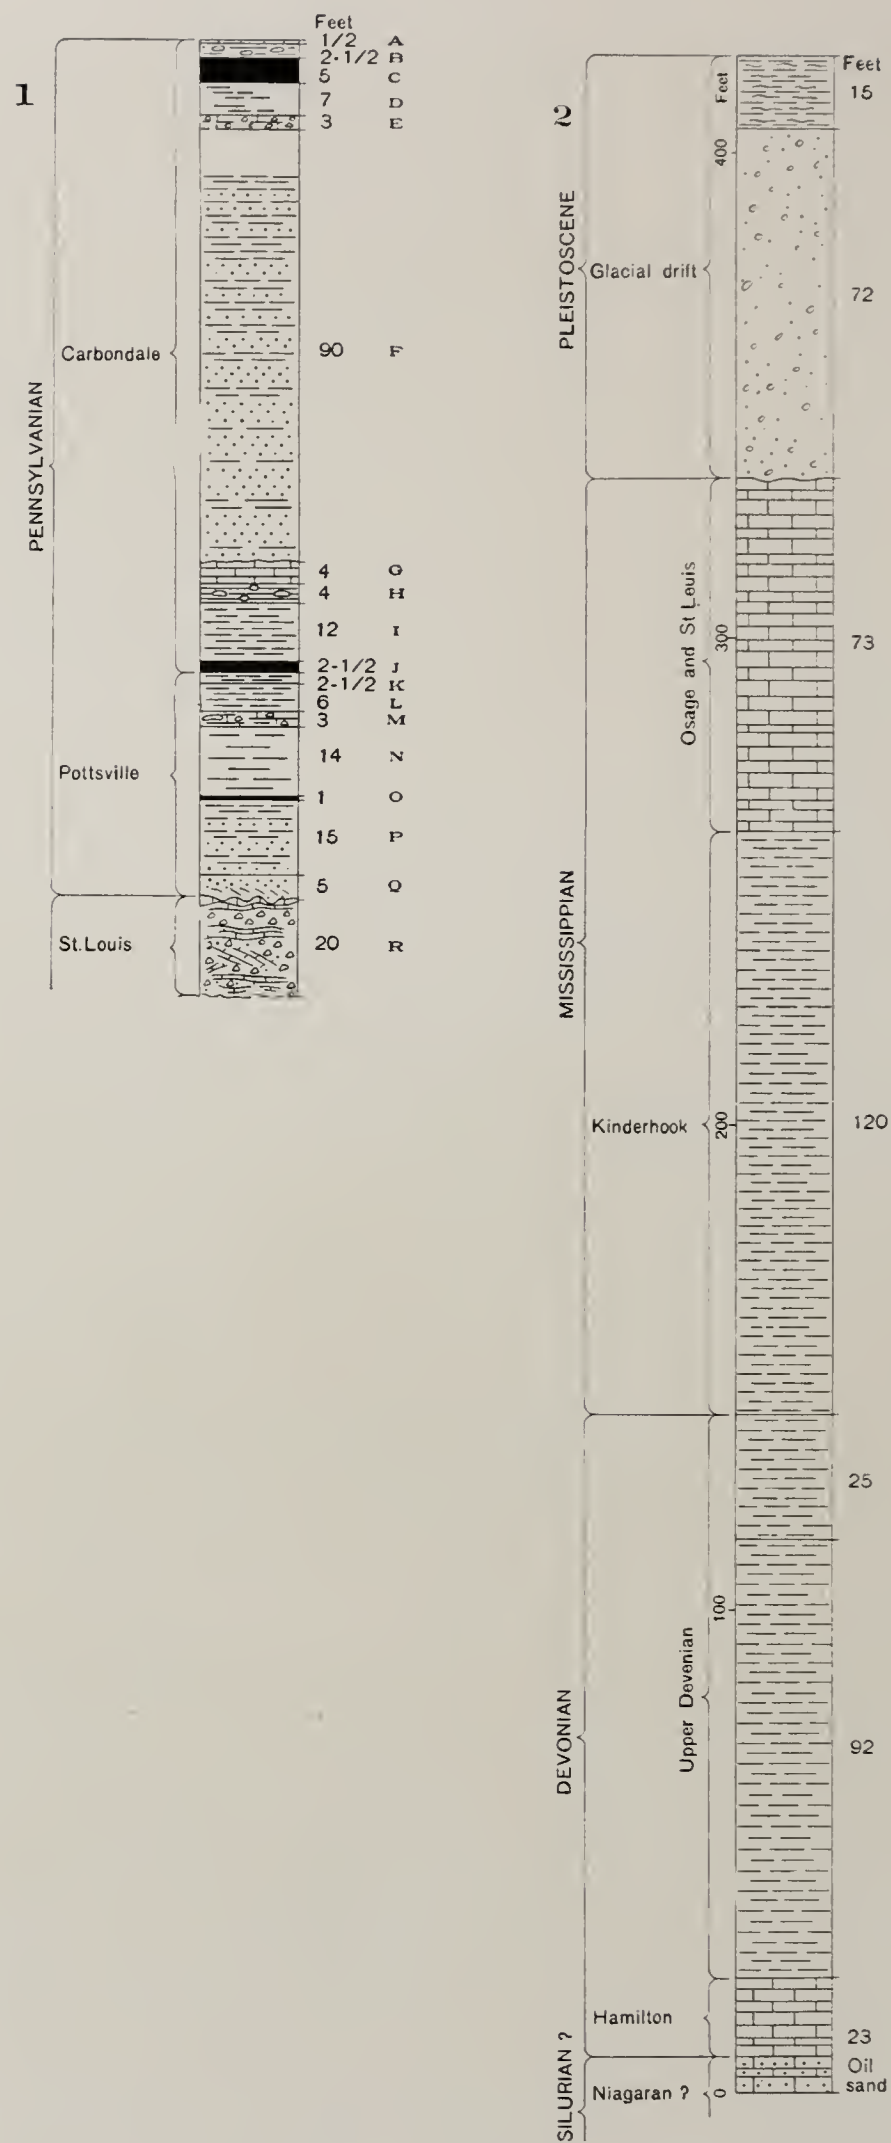 1
Feet
1/2 A
2-1/2 B
5 C
7 D
3 E
90 F
4 G
4 H
12 I
2-1/2 J
2-1/2 K
6 L
3 M
14 N
1 O
15 P
5 Q
20 R
PENNSYLVANIAN
Carbondale
Pottsville
St. Louis
2
Feet
Feet
15
400
PLEISTOSCENE
Glacial drift
72
Osage and St Leuis
300
73
MISSISSIPPIAN
Kinderhook
200
120
25
100
DEVONIAN
Upper Devenian
92
Hamilton
23
Oil
sand
SILURIAN ?
Niagaran ?
0